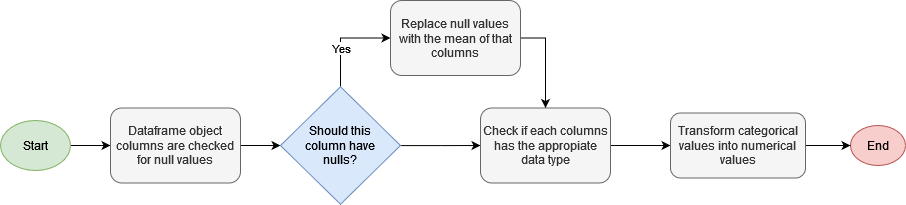 Start
Dataframe object
columns are checked
for null values
Should this
column have
nulls?
Yes
Replace null values
with the mean of that
columns
Check if each columns
has the appropiate
data type
Transform categorical
values into numerical
values
End